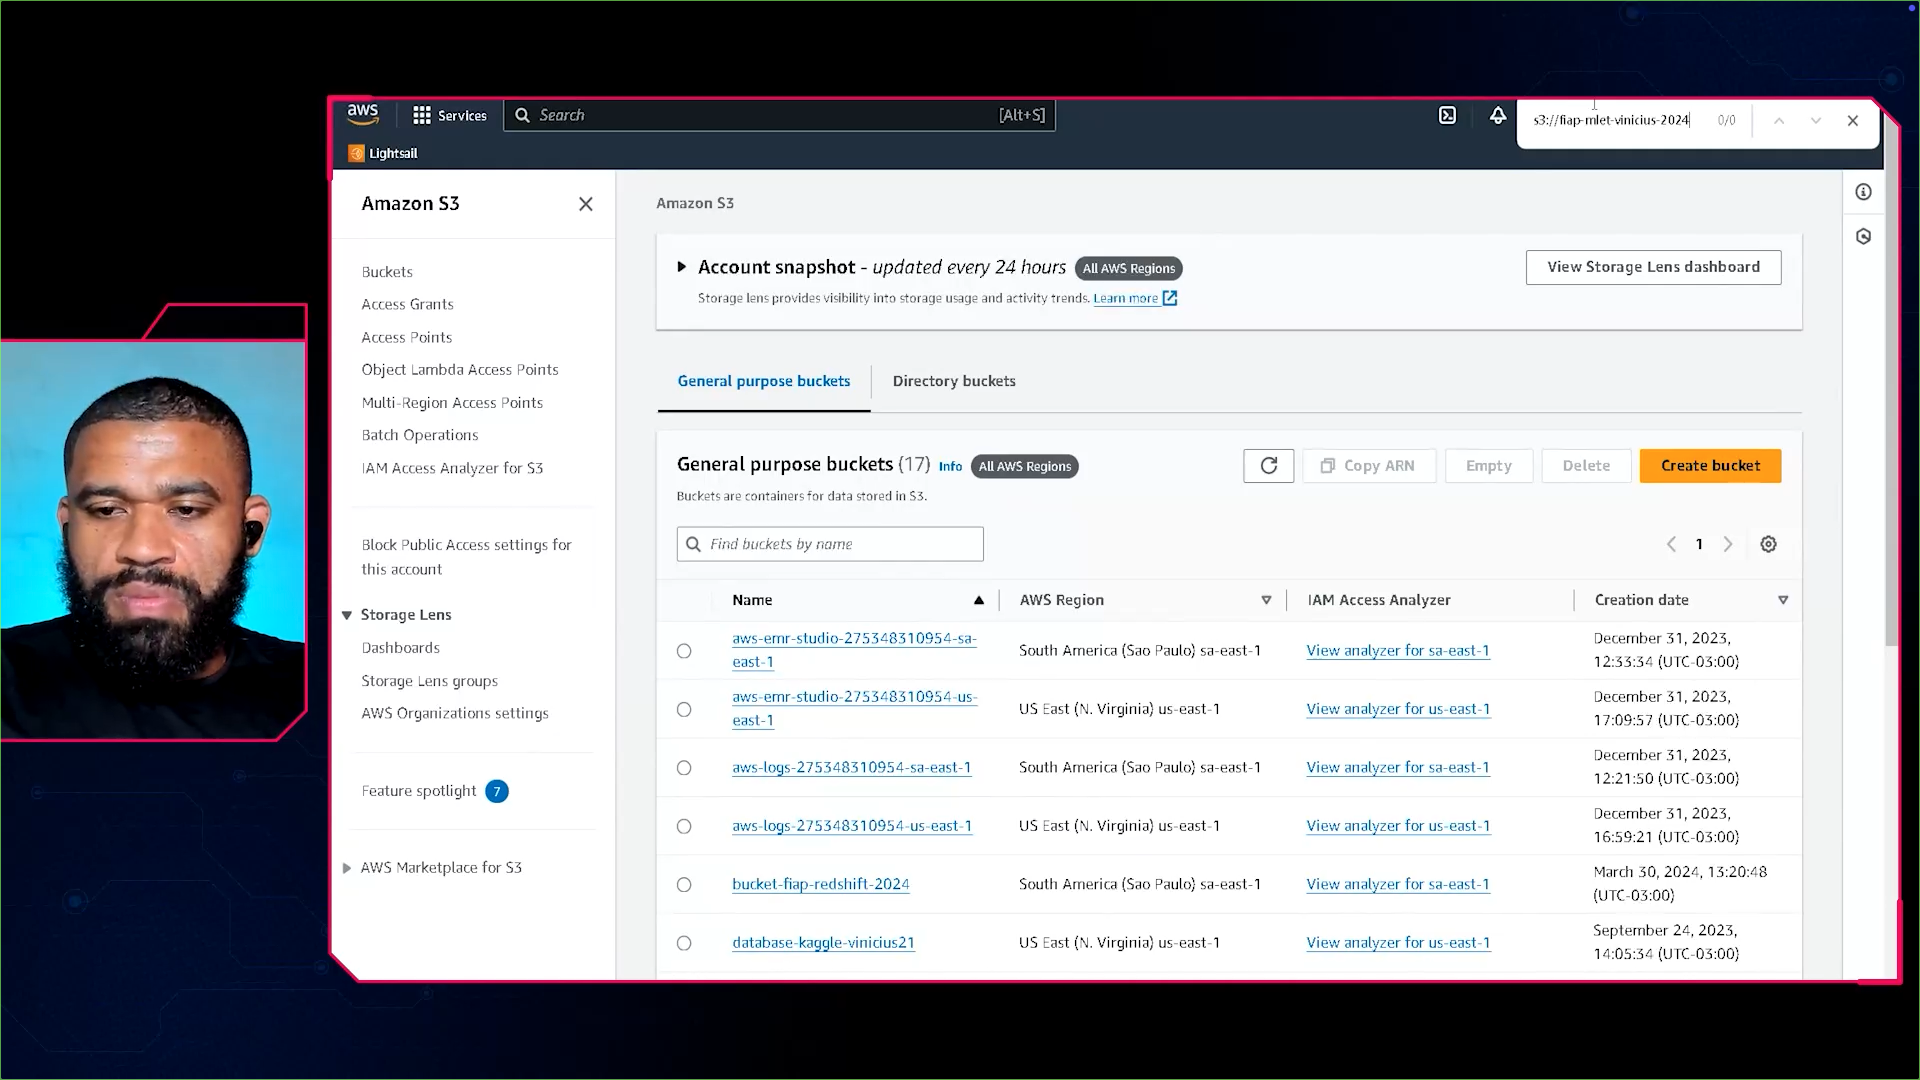 aws
Services
Search
[Alt+S]
s3://fiap-mlet-vinicius-2024
0/0
Lightsail
Amazon S3
Buckets
Access Grants
Access Points
Object Lambda Access Points
Multi-Region Access Points
Batch Operations
IAM Access Analyzer for S3
Block Public Access settings for
this account
Storage Lens
Dashboards
Storage Lens groups
AWS Organizations settings
Feature spotlight 7
AWS Marketplace for S3
Amazon S3
Account snapshot - updated every 24 hours All AWS Regions
Storage lens provides visibility into storage usage and activity trends. Learn more
View Storage Lens dashboard
General purpose buckets
Directory buckets
General purpose buckets (17) Info All AWS Regions
Buckets are containers for data stored in S3.
Copy ARN
Empty
Delete
Create bucket
Find buckets by name
1
Name
AWS Region
IAM Access Analyzer
Creation date
aws-emr-studio-275348310954-sa-
east-1
South America (Sao Paulo) sa-east-1
View analyzer for sa-east-1
December 31, 2023,
12:33:34 (UTC-03:00)
aws-emr-studio-275348310954-us-
east-1
US East (N. Virginia) us-east-1
View analyzer for us-east-1
December 31, 2023,
17:09:57 (UTC-03:00)
aws-logs-275348310954-sa-east-1
South America (Sao Paulo) sa-east-1
View analyzer for sa-east-1
December 31, 2023,
12:21:50 (UTC-03:00)
aws-logs-275348310954-us-east-1
US East (N. Virginia) us-east-1
View analyzer for us-east-1
December 31, 2023,
16:59:21 (UTC-03:00)
bucket-fiap-redshift-2024
South America (Sao Paulo) sa-east-1
View analyzer for sa-east-1
March 30, 2024, 13:20:48
(UTC-03:00)
database-kaggle-vinicius21
US East (N. Virginia) us-east-1
View analyzer for us-east-1
September 24, 2023,
14:05:34 (UTC-03:00)